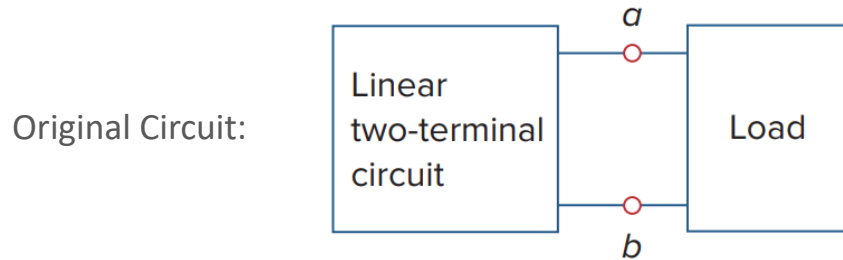 a
Linear
Original Circuit:
two-terminal
Load
circuit
b